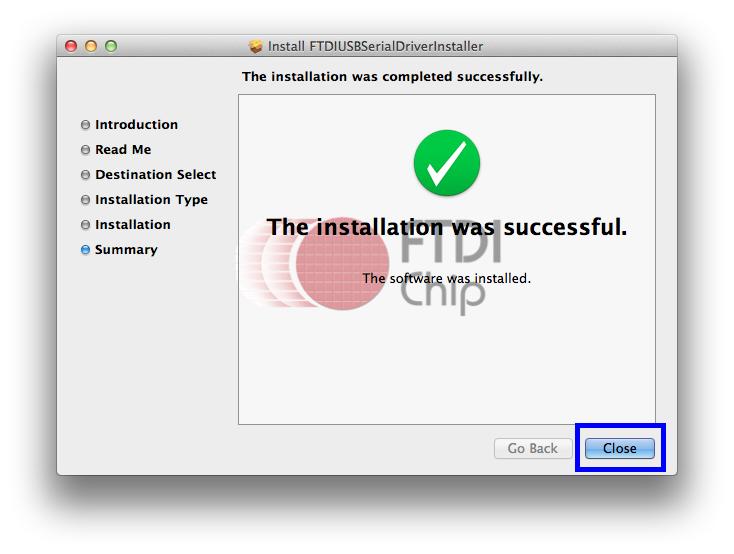 Install FTDIUSBSerialDriverInstaller
The installation was completed successfully.
Introduction
Read Me
Destination Select
Installation Type
Installation
Summary
The installation was successful.
FTDI
Chip
The software was installed.
Go Back
Close